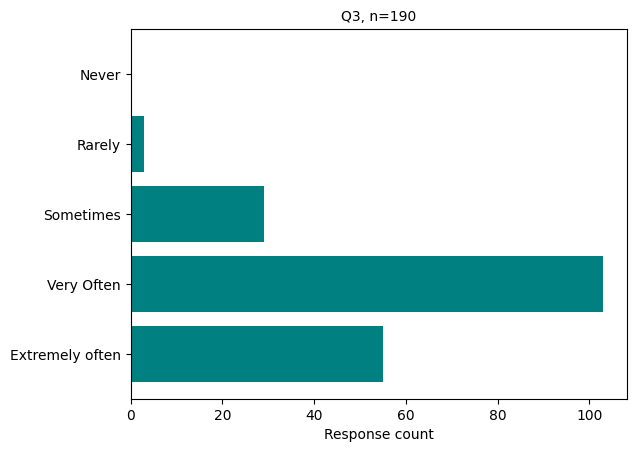 Q3, n=190
Never
Rarely
Sometimes
Very Often
Extremely often
0 20 40 60 80 100
Response count